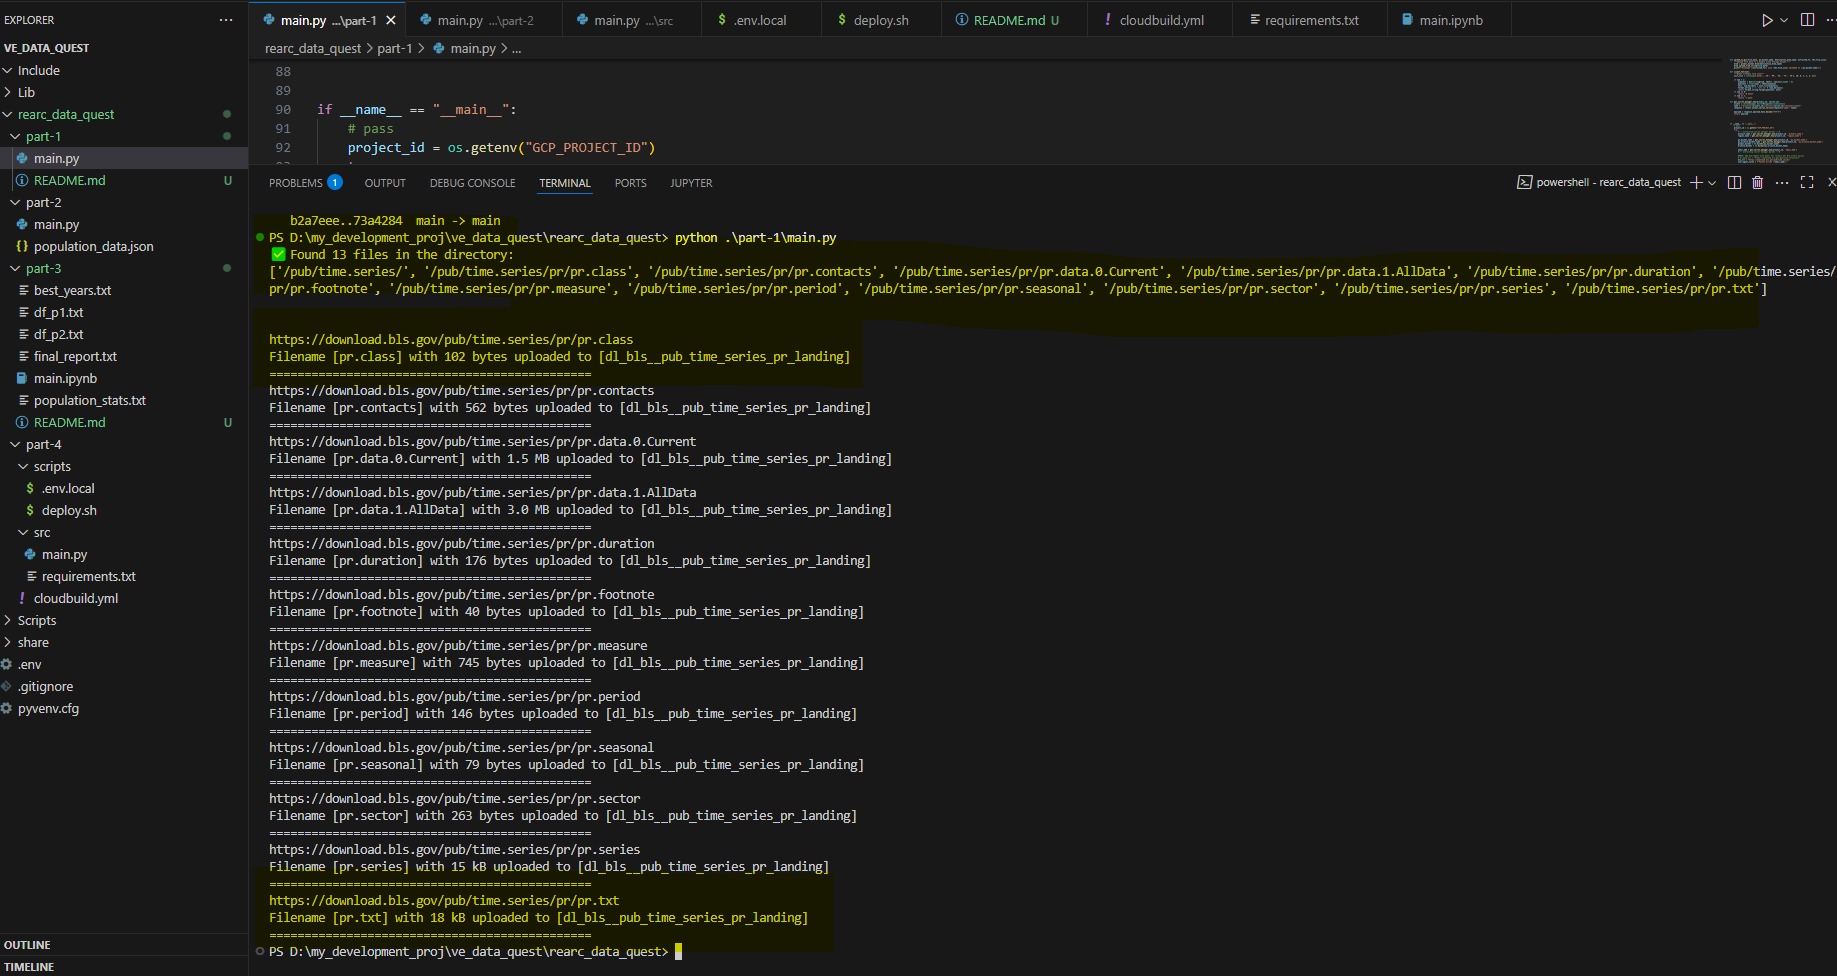 EXPLORER
VE_DATA_QUEST
Include
Lib
rearc_data_quest
part-1
main.py
README.md U
part-2
main.py
population_data.json
part-3
best_years.txt
df_p1.txt
df_p2.txt
final_report.txt
main.ipynb
population_stats.txt
README.md U
part-4
scripts
.env.local
deploy.sh
src
main.py
requirements.txt
cloudbuild.yml
Scripts
share
.env
.gitignore
pyvenv.cfg
OUTLINE
TIMELINE
main.py ...\part-1 main.py ...\part-2 main.py ...\src .env.local deploy.sh README.md U cloudbuild.yml requirements.txt main.ipynb
rearc_data_quest > part-1 > main.py > ...
88
89
90 if __name__ == "__main__":
91 # pass
92 project_id = os.getenv("GCP_PROJECT_ID")
PROBLEMS 1 OUTPUT DEBUG CONSOLE TERMINAL PORTS JUPYTER
powershell - rearc_data_quest
b2a7eee..73a4284 main -> main
PS D:\my_development_proj\ve_data_quest\rearc_data_quest> python .\part-1\main.py
✅ Found 13 files in the directory:
['/pub/time.series/', '/pub/time.series/pr/pr.class', '/pub/time.series/pr/pr.contacts', '/pub/time.series/pr/pr.data.0.Current', '/pub/time.series/pr/pr.data.1.AllData', '/pub/time.series/pr/pr.duration', '/pub/time.series/
pr/pr.footnote', '/pub/time.series/pr/pr.measure', '/pub/time.series/pr/pr.period', '/pub/time.series/pr/pr.seasonal', '/pub/time.series/pr/pr.sector', '/pub/time.series/pr/pr.series', '/pub/time.series/pr/pr.txt']
https://download.bls.gov/pub/time.series/pr/pr.class
Filename [pr.class] with 102 bytes uploaded to [dl_bls__pub_time_series_pr_landing]
==============================================
https://download.bls.gov/pub/time.series/pr/pr.contacts
Filename [pr.contacts] with 562 bytes uploaded to [dl_bls__pub_time_series_pr_landing]
==============================================
https://download.bls.gov/pub/time.series/pr/pr.data.0.Current
Filename [pr.data.0.Current] with 1.5 MB uploaded to [dl_bls__pub_time_series_pr_landing]
==============================================
https://download.bls.gov/pub/time.series/pr/pr.data.1.AllData
Filename [pr.data.1.AllData] with 3.0 MB uploaded to [dl_bls__pub_time_series_pr_landing]
==============================================
https://download.bls.gov/pub/time.series/pr/pr.duration
Filename [pr.duration] with 176 bytes uploaded to [dl_bls__pub_time_series_pr_landing]
==============================================
https://download.bls.gov/pub/time.series/pr/pr.footnote
Filename [pr.footnote] with 40 bytes uploaded to [dl_bls__pub_time_series_pr_landing]
==============================================
https://download.bls.gov/pub/time.series/pr/pr.measure
Filename [pr.measure] with 745 bytes uploaded to [dl_bls__pub_time_series_pr_landing]
==============================================
https://download.bls.gov/pub/time.series/pr/pr.period
Filename [pr.period] with 146 bytes uploaded to [dl_bls__pub_time_series_pr_landing]
==============================================
https://download.bls.gov/pub/time.series/pr/pr.seasonal
Filename [pr.seasonal] with 79 bytes uploaded to [dl_bls__pub_time_series_pr_landing]
==============================================
https://download.bls.gov/pub/time.series/pr/pr.sector
Filename [pr.sector] with 263 bytes uploaded to [dl_bls__pub_time_series_pr_landing]
==============================================
https://download.bls.gov/pub/time.series/pr/pr.series
Filename [pr.series] with 15 kB uploaded to [dl_bls__pub_time_series_pr_landing]
==============================================
https://download.bls.gov/pub/time.series/pr/pr.txt
Filename [pr.txt] with 18 kB uploaded to [dl_bls__pub_time_series_pr_landing]
==============================================
PS D:\my_development_proj\ve_data_quest\rearc_data_quest>